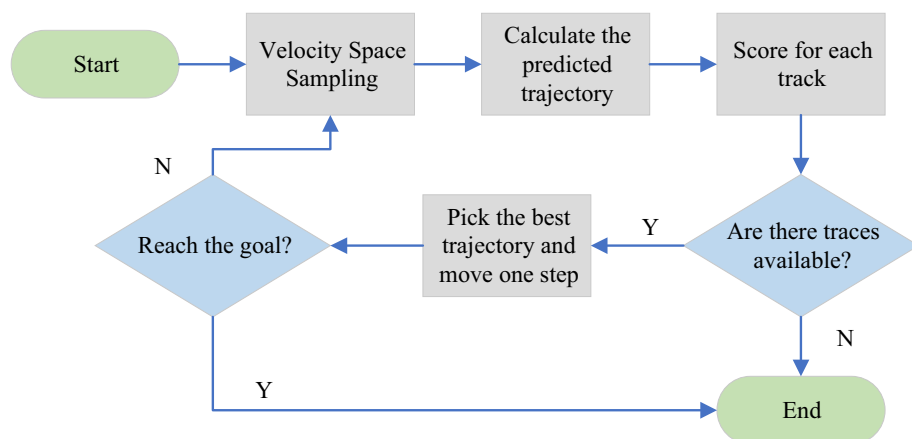 Start
Velocity Space
Sampling
Calculate the
predicted
trajectory
Score for each
track
N
Reach the goal?
Pick the best
trajectory and
move one step
Y
Are there traces
available?
N
Y
End